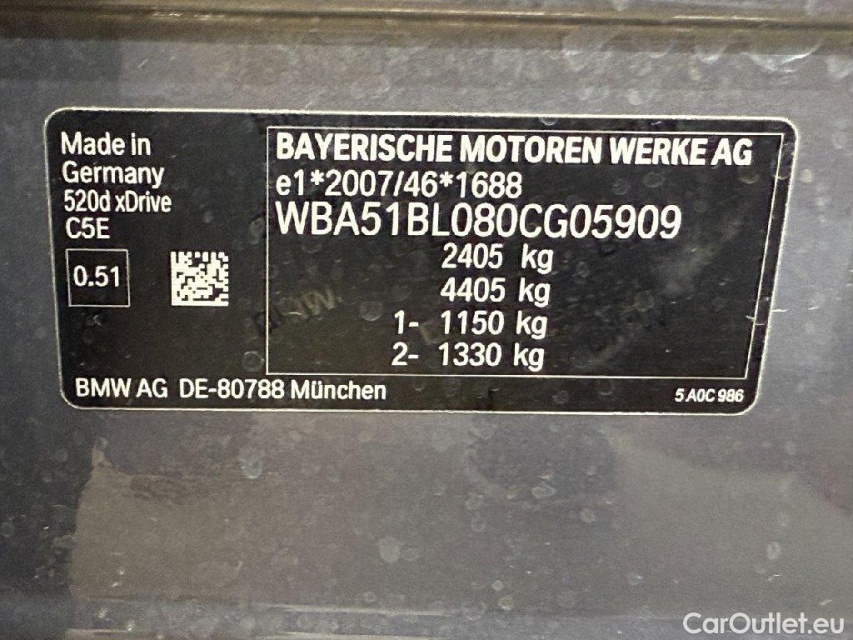 Made in
Germany
520d xDrive
C5E
0.51
BAYERISCHE MOTOREN WERKE AG
e1*2007/46*1688
WBA51BL080CG05909
2405 kg
4405 kg
1- 1150 kg
2- 1330 kg
BMW AG DE-80788 München
5 A0C 986
CarOutlet.eu